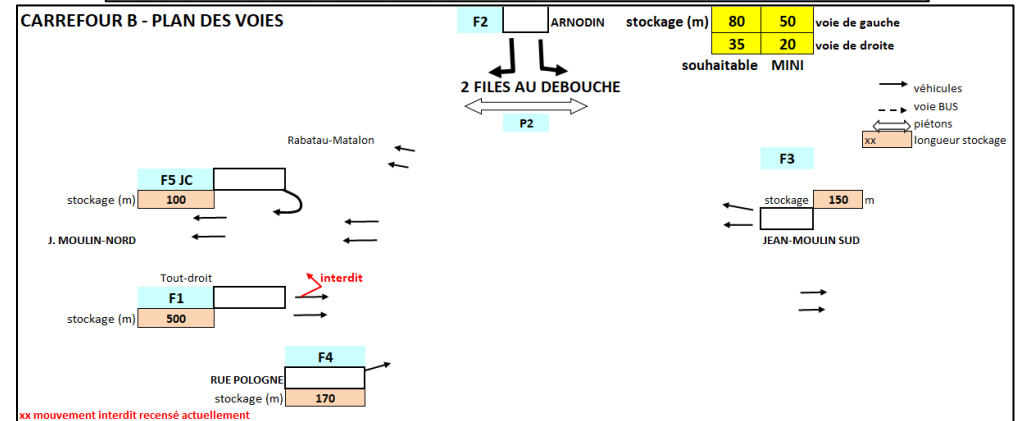 CARREFOUR B - PLAN DES VOIES
F2 ARNODIN stockage (m) 80 50 voie de gauche
35 20 voie de droite
souhaitable MINI
2 FILES AU DEBOUCHE
P2
véhicules
voie BUS
piétons
xx longueur stockage
Rabatau-Matalon
F3
F5 JC
stockage (m) 100
stockage 150 m
J. MOULIN-NORD
JEAN-MOULIN SUD
Tout-droit
interdit
F1
stockage (m) 500
F4
RUE POLOGNE
stockage (m) 170
xx mouvement interdit recensé actuellement